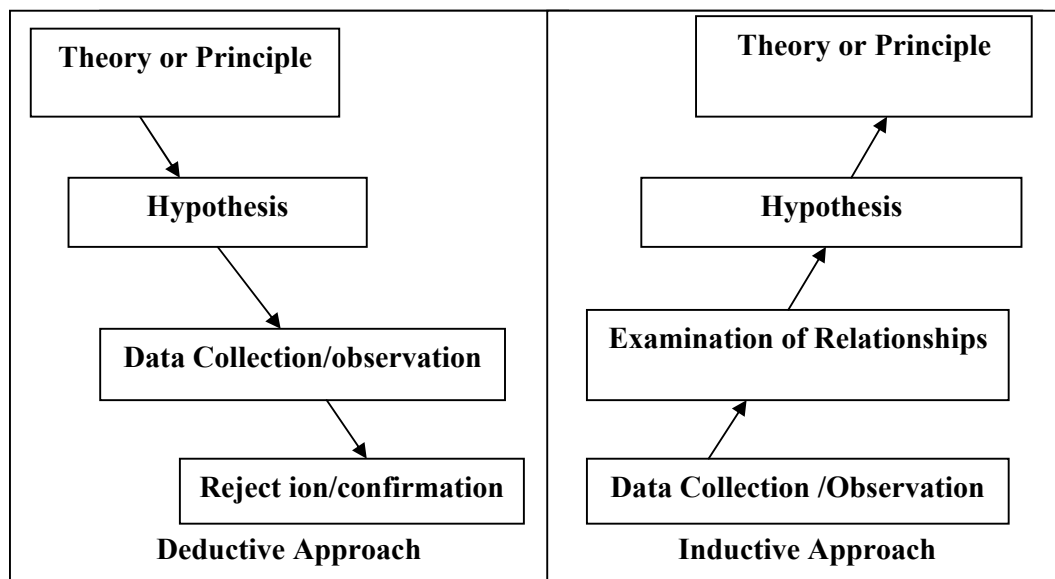 Theory or Principle
Hypothesis
Data Collection/observation
Reject ion/confirmation
Deductive Approach
Theory or Principle
Hypothesis
Examination of Relationships
Data Collection /Observation
Inductive Approach